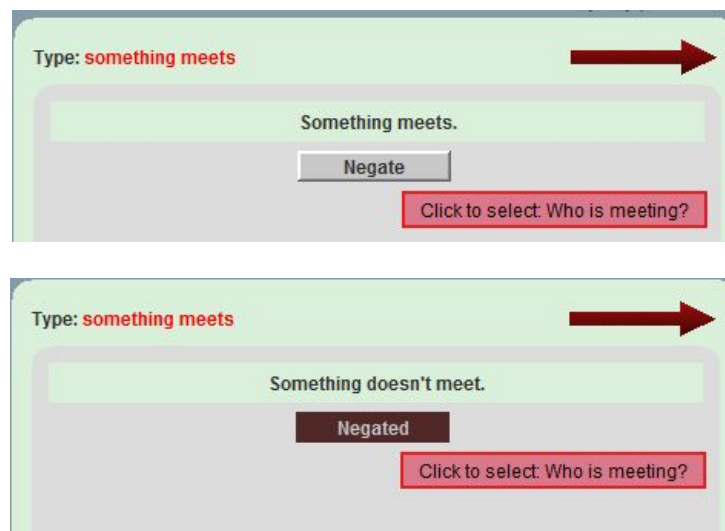 Type: something meets
Something meets.
Negate
Click to select: Who is meeting?
Type: something meets
Something doesn't meet.
Negated
Click to select: Who is meeting?